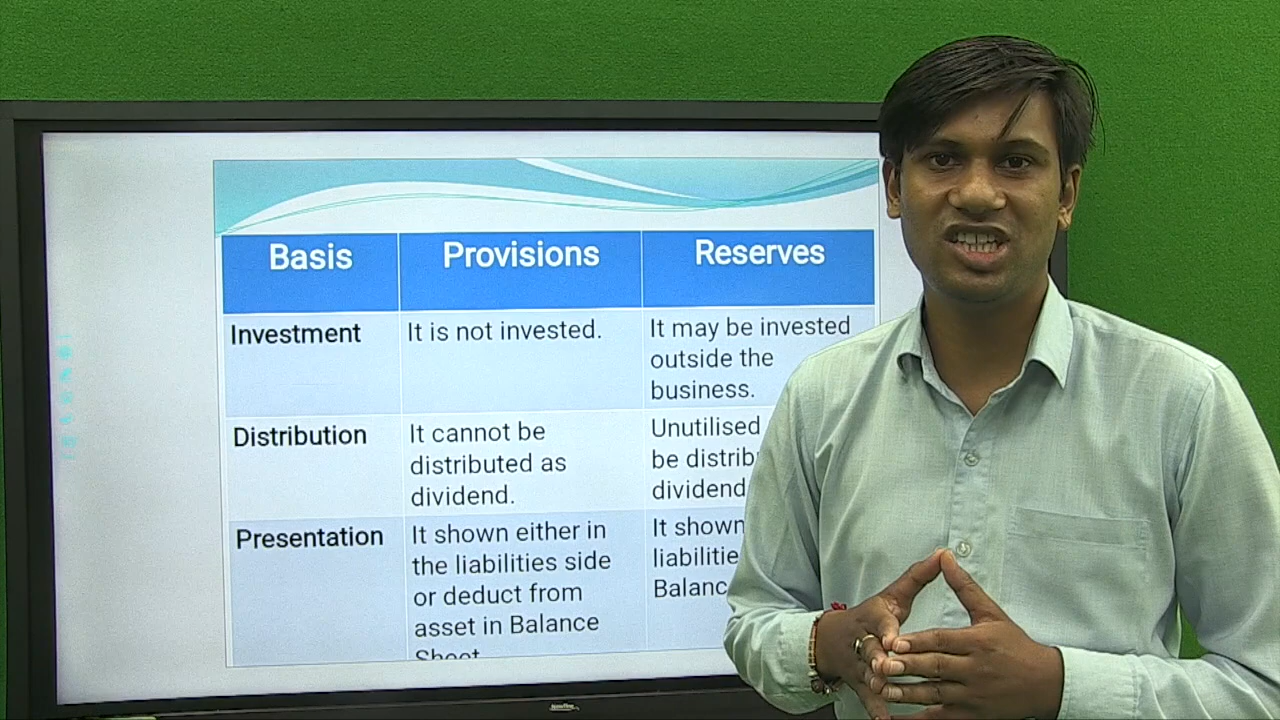 Basis Provisions Reserves
Investment It is not invested. It may be invested
outside the
business.
Distribution It cannot be Unutilised
distributed as be distrib
dividend. dividend
Presentation It shown either in It shown
the liabilities side liabilitie
or deduct from Balanc
asset in Balance
Sheet